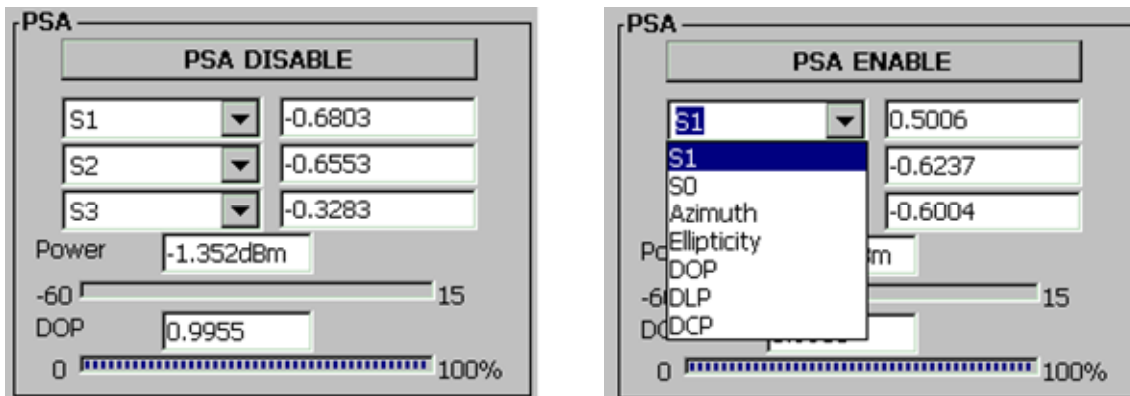 PSA
PSA DISABLE
S1 -0.6803
S2 -0.6553
S3 -0.3283
Power -1.352dBm
-60 15
DOP 0.9955
0 100%
PSA
PSA ENABLE
S1 0.5006
S1
-0.6237
S0
Azimuth -0.6004
Ellipticity
DOP
DLP
15
DCP
0 100%